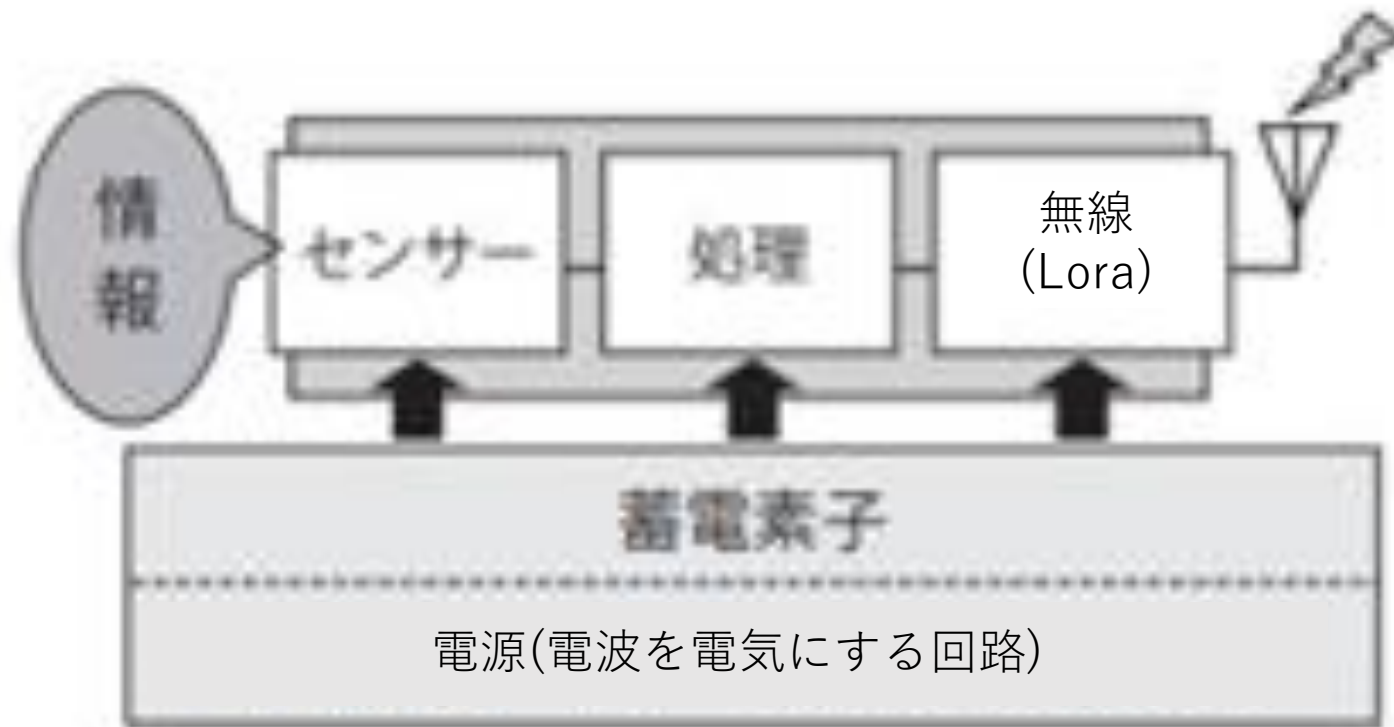 情報
センサー
処理
無線
(Lora)
蓄電素子
電源(電波を電気にする回路)